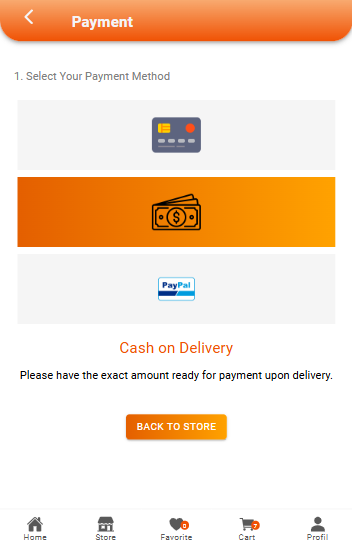 Payment
1. Select Your Payment Method
PayPal
Cash on Delivery
Please have the exact amount ready for payment upon delivery.
BACK TO STORE
6 7
Home Store Favorite Cart Profil